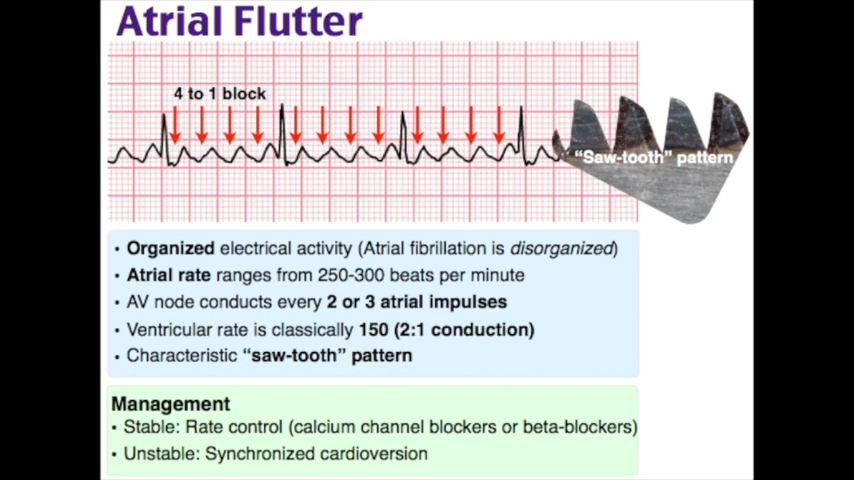 Atrial Flutter
4 to 1 block
"Saw-tooth" pattern
• Organized electrical activity (Atrial fibrillation is disorganized)
• Atrial rate ranges from 250-300 beats per minute
• AV node conducts every 2 or 3 atrial impulses
• Ventricular rate is classically 150 (2:1 conduction)
• Characteristic “saw-tooth” pattern
Management
• Stable: Rate control (calcium channel blockers or beta-blockers)
• Unstable: Synchronized cardioversion